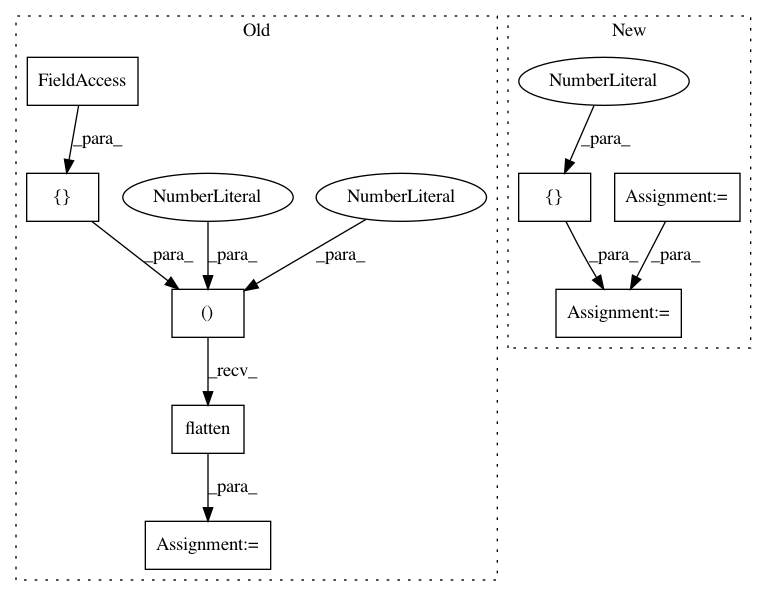 Old
New
FieldAccess
NumberLiteral
_para_
_para_
{}
NumberLiteral
NumberLiteral
{}
Assignment:=
_para_
_para_
_para_
_para_
_para_
()
Assignment:=
_recv_
flatten
_para_
Assignment:=